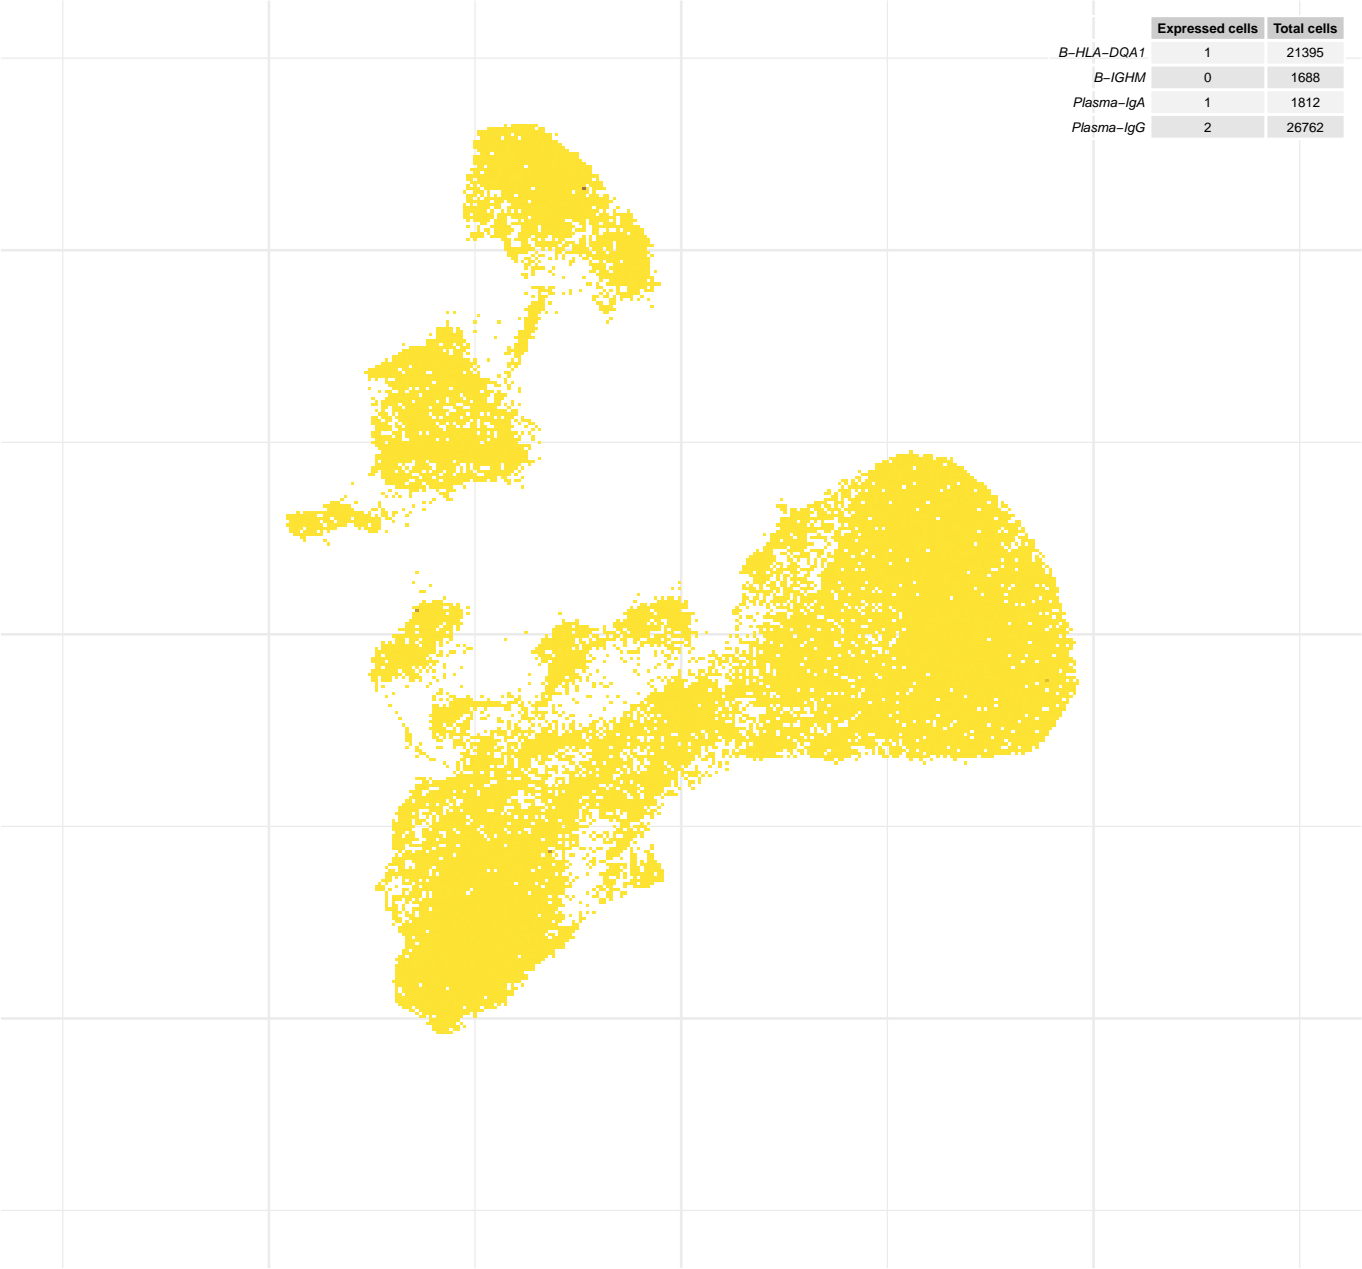 Expressed cells Total cells
B−HLA−DQA1 1 21395
B−IGHM 0 1688
Plasma−IgA 1 1812
Plasma−IgG 2 26762